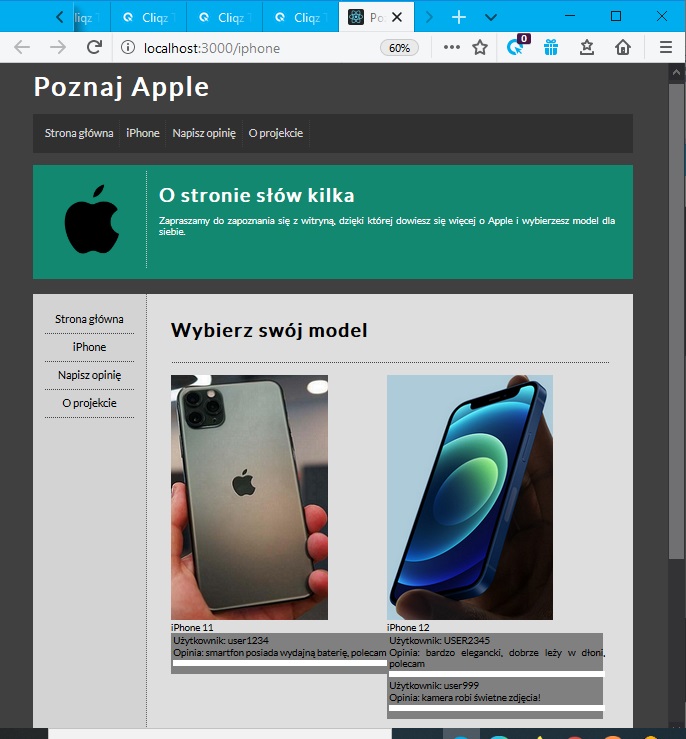 Cliqz
Cliqz
Cliqz
localhost:3000/iphone
60%
0
Poznaj Apple
Strona główna
iPhone
Napisz opinię
O projekcie
O stronie słów kilka
Zapraszamy do zapoznania się z witryną, dzięki której dowiesz się więcej o Apple i wybierzesz model dla
siebie.
Strona główna
iPhone
Napisz opinię
O projekcie
Wybierz swój model
iPhone 11
Użytkownik: user1234
Opinia: smartfon posiada wydajną baterię, polecam
iPhone 12
Użytkownik: USER2345
Opinia: bardzo elegancki, dobrze leży w dłoni,
polecam
Użytkownik: user999
Opinia: kamera robi świetne zdjęcia!